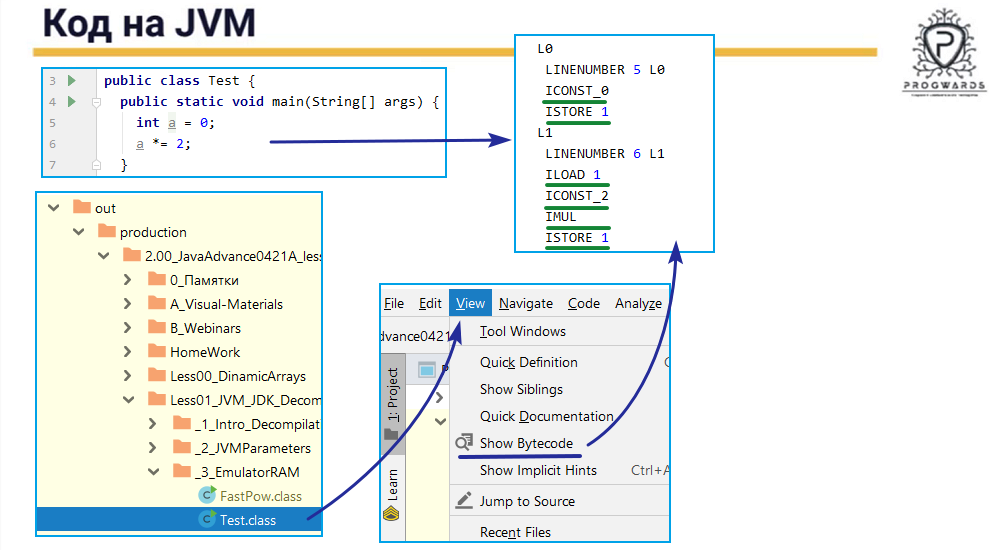 Код на JVM
PROGWARDS
3 public class Test {
4 public static void main(String[] args) {
5 int a = 0;
6 a *= 2;
7 }
L0
LINENUMBER 5 L0
ICONST_0
ISTORE 1
L1
LINENUMBER 6 L1
ILOAD 1
ICONST_2
IMUL
ISTORE 1
out
production
2.00_JavaAdvance0421A_less
0_Памятки
A_Visual-Materials
B_Webinars
HomeWork
Less00_DinamicArrays
Less01_JVM_JDK_Decom
_1_Intro_Decompilat
_2_JVMParameters
_3_EmulatorRAM
FastPow.class
Test.class
File Edit View Navigate Code Analyze
dvance0421
1: Project
Learn
Tool Windows
Quick Definition
Show Siblings
Quick Documentation
Show Bytecode
Show Implicit Hints Ctrl+A
Jump to Source
Recent Files